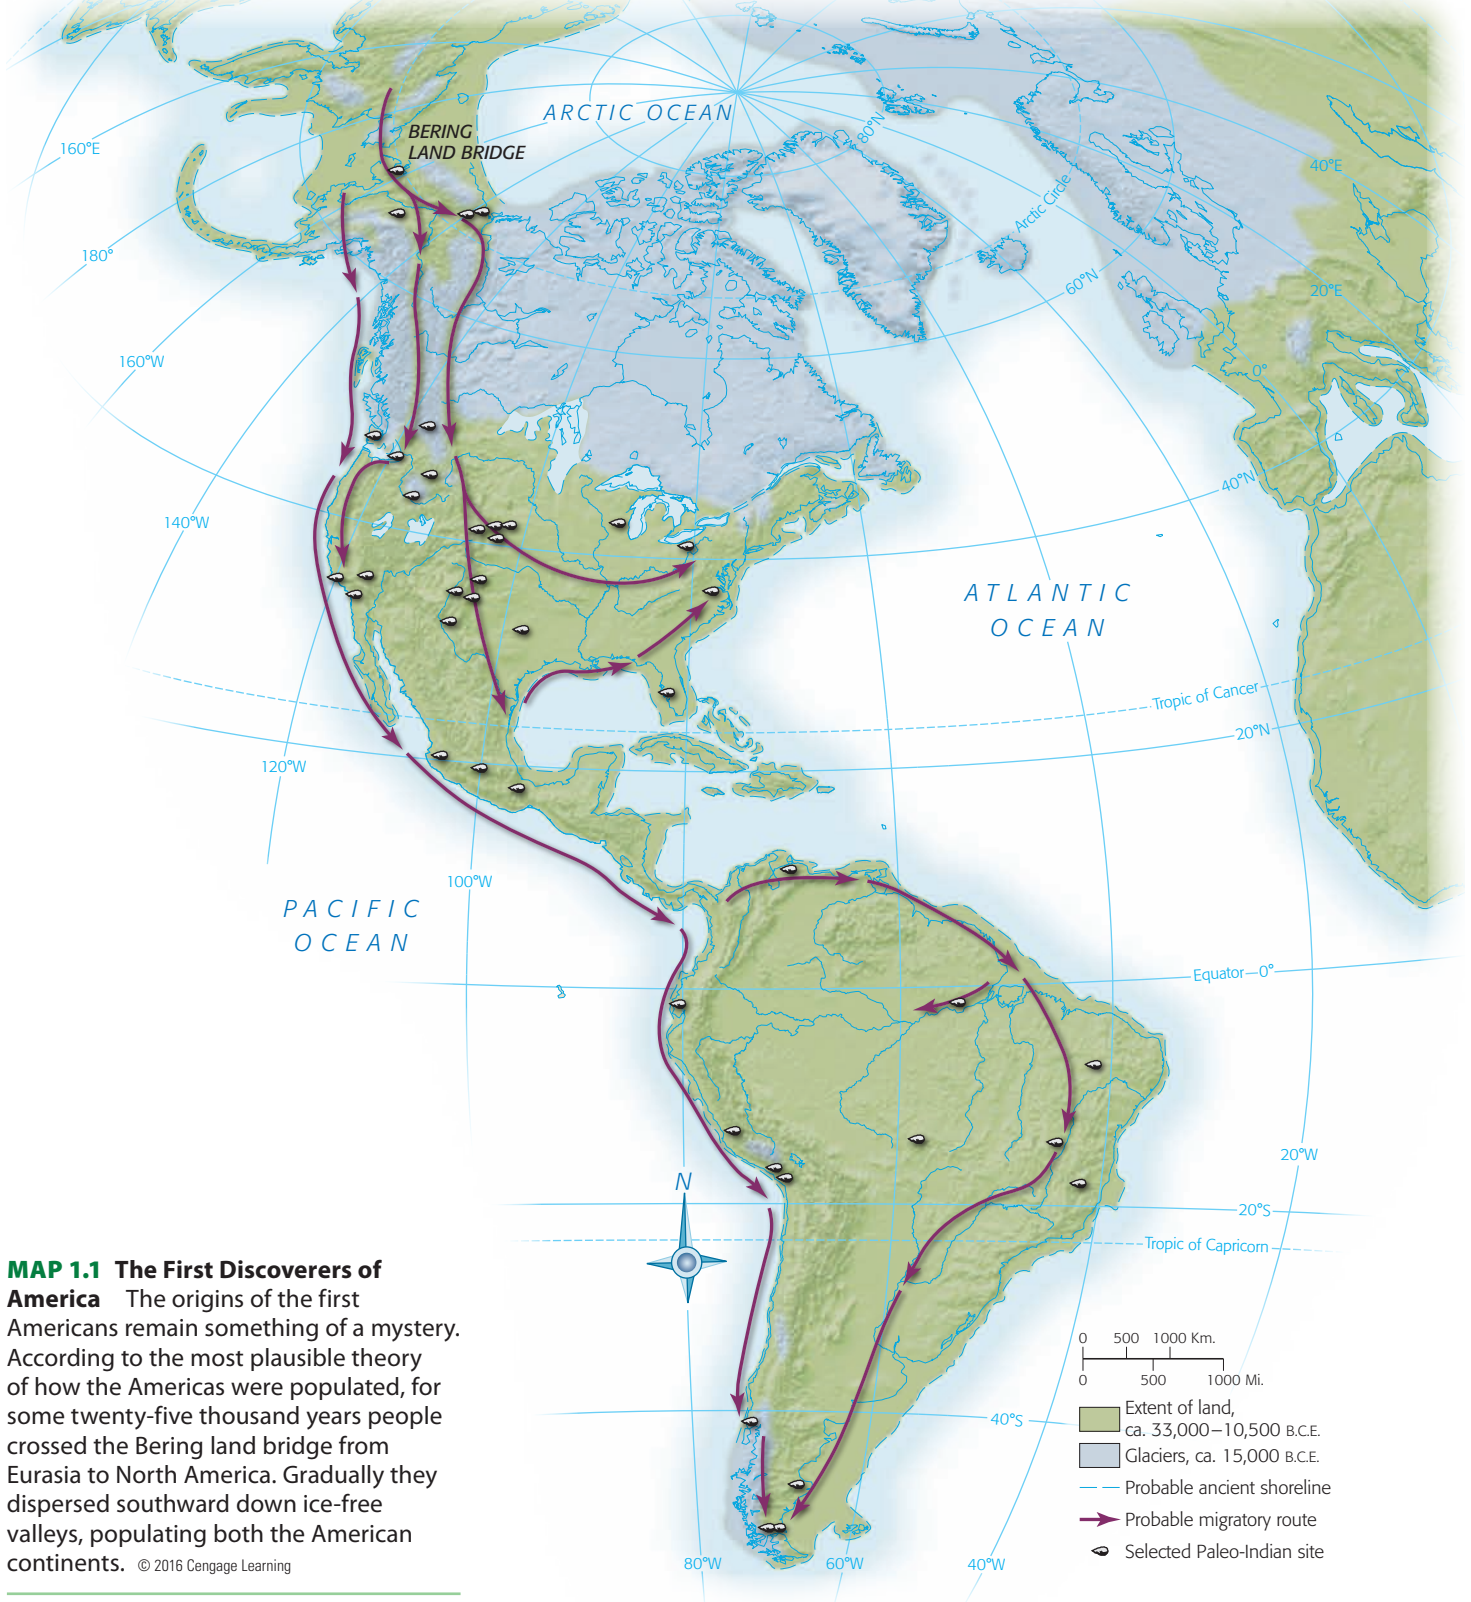 ARCTIC OCEAN
BERING
LAND BRIDGE
80°N
160°E
40°E
Arctic Circle
180°
60°N
20°E
160°W
0°
40°N
140°W
ATLANTIC
OCEAN
Tropic of Cancer
20°N
120°W
100°W
PACIFIC
OCEAN
Equator
0°
20°W
N
20°S
Tropic of Capricorn
40°S
80°W
60°W
40°W
MAP 1.1 The First Discoverers of
America The origins of the first
Americans remain something of a mystery.
According to the most plausible theory
of how the Americas were populated, for
some twenty-five thousand years people
crossed the Bering land bridge from
Eurasia to North America. Gradually they
dispersed southward down ice-free
valleys, populating both the American
continents. © 2016 Cengage Learning
0 500 1000 Km.
0 500 1000 Mi.
Extent of land,
ca. 33,000–10,500 B.C.E.
Glaciers, ca. 15,000 B.C.E.
Probable ancient shoreline
Probable migratory route
Selected Paleo-Indian site